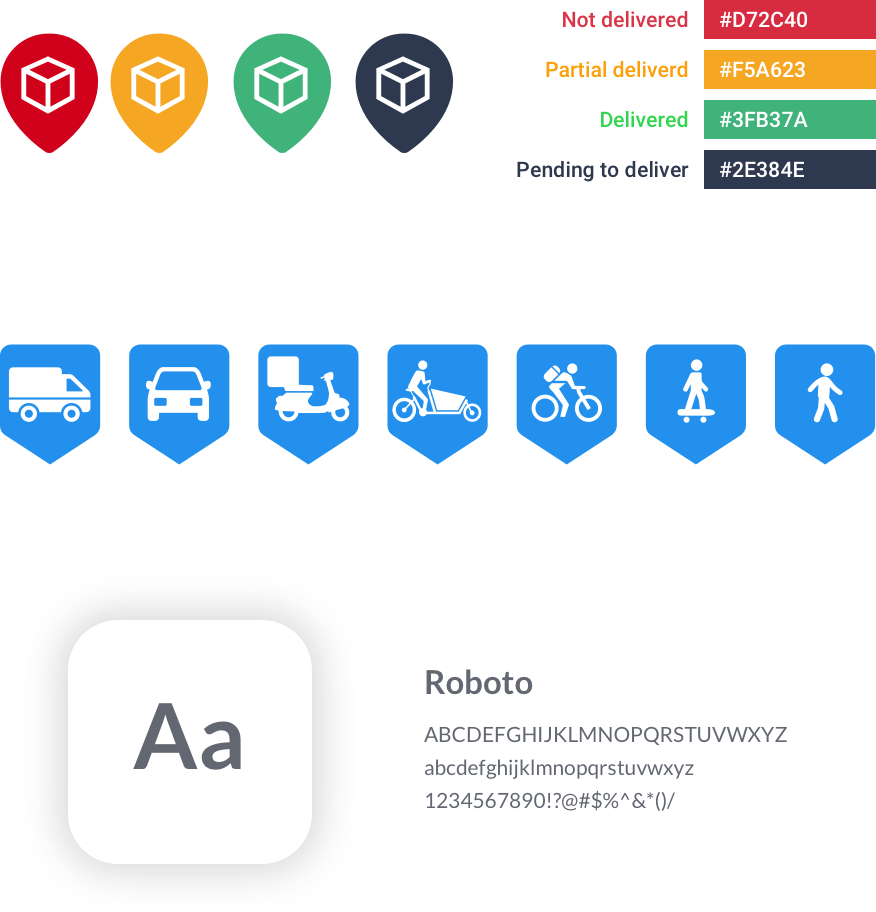 Not delivered #D72C40
Partial deliverd #F5A623
Delivered #3FB37A
Pending to deliver #2E384E
Aa
Roboto
ABCDEFGHIJKLMNOPQRSTUVWXYZ
abcdefghijklmnopqrstuvwxyz
1234567890!?@#$%^&*()/